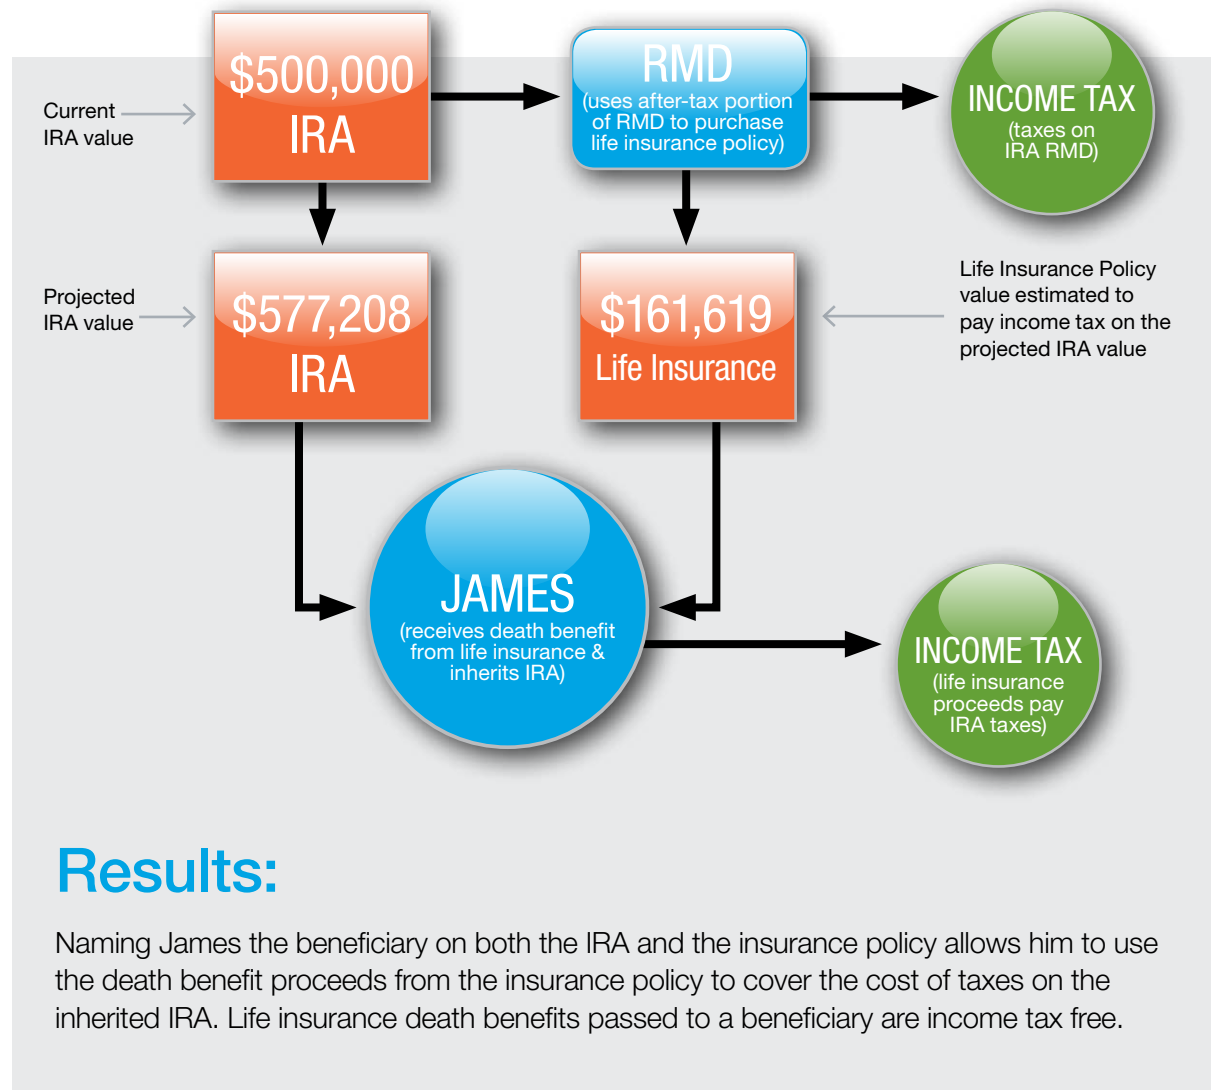 $500,000
IRA
RMD
(uses after-tax portion
of RMD to purchase
life insurance policy)
INCOME TAX
(taxes on
IRA RMD)
Current
IRA value
Projected
IRA value
$577,208
IRA
$161,619
Life Insurance
Life Insurance Policy
value estimated to
pay income tax on the
projected IRA value
JAMES
(receives death benefit
from life insurance &
inherits IRA)
INCOME TAX
(life insurance
proceeds pay
IRA taxes)
Results:
Naming James the beneficiary on both the IRA and the insurance policy allows him to use
the death benefit proceeds from the insurance policy to cover the cost of taxes on the
inherited IRA. Life insurance death benefits passed to a beneficiary are income tax free.